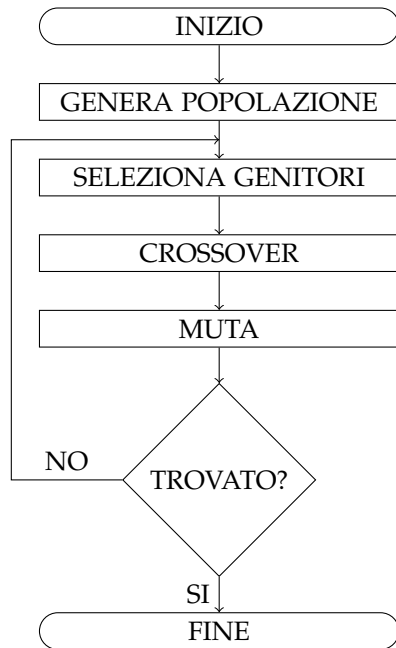 INIZIO
GENERA POPOLAZIONE
SELEZIONA GENITORI
CROSSOVER
MUTA
NO
TROVATO?
SI
FINE